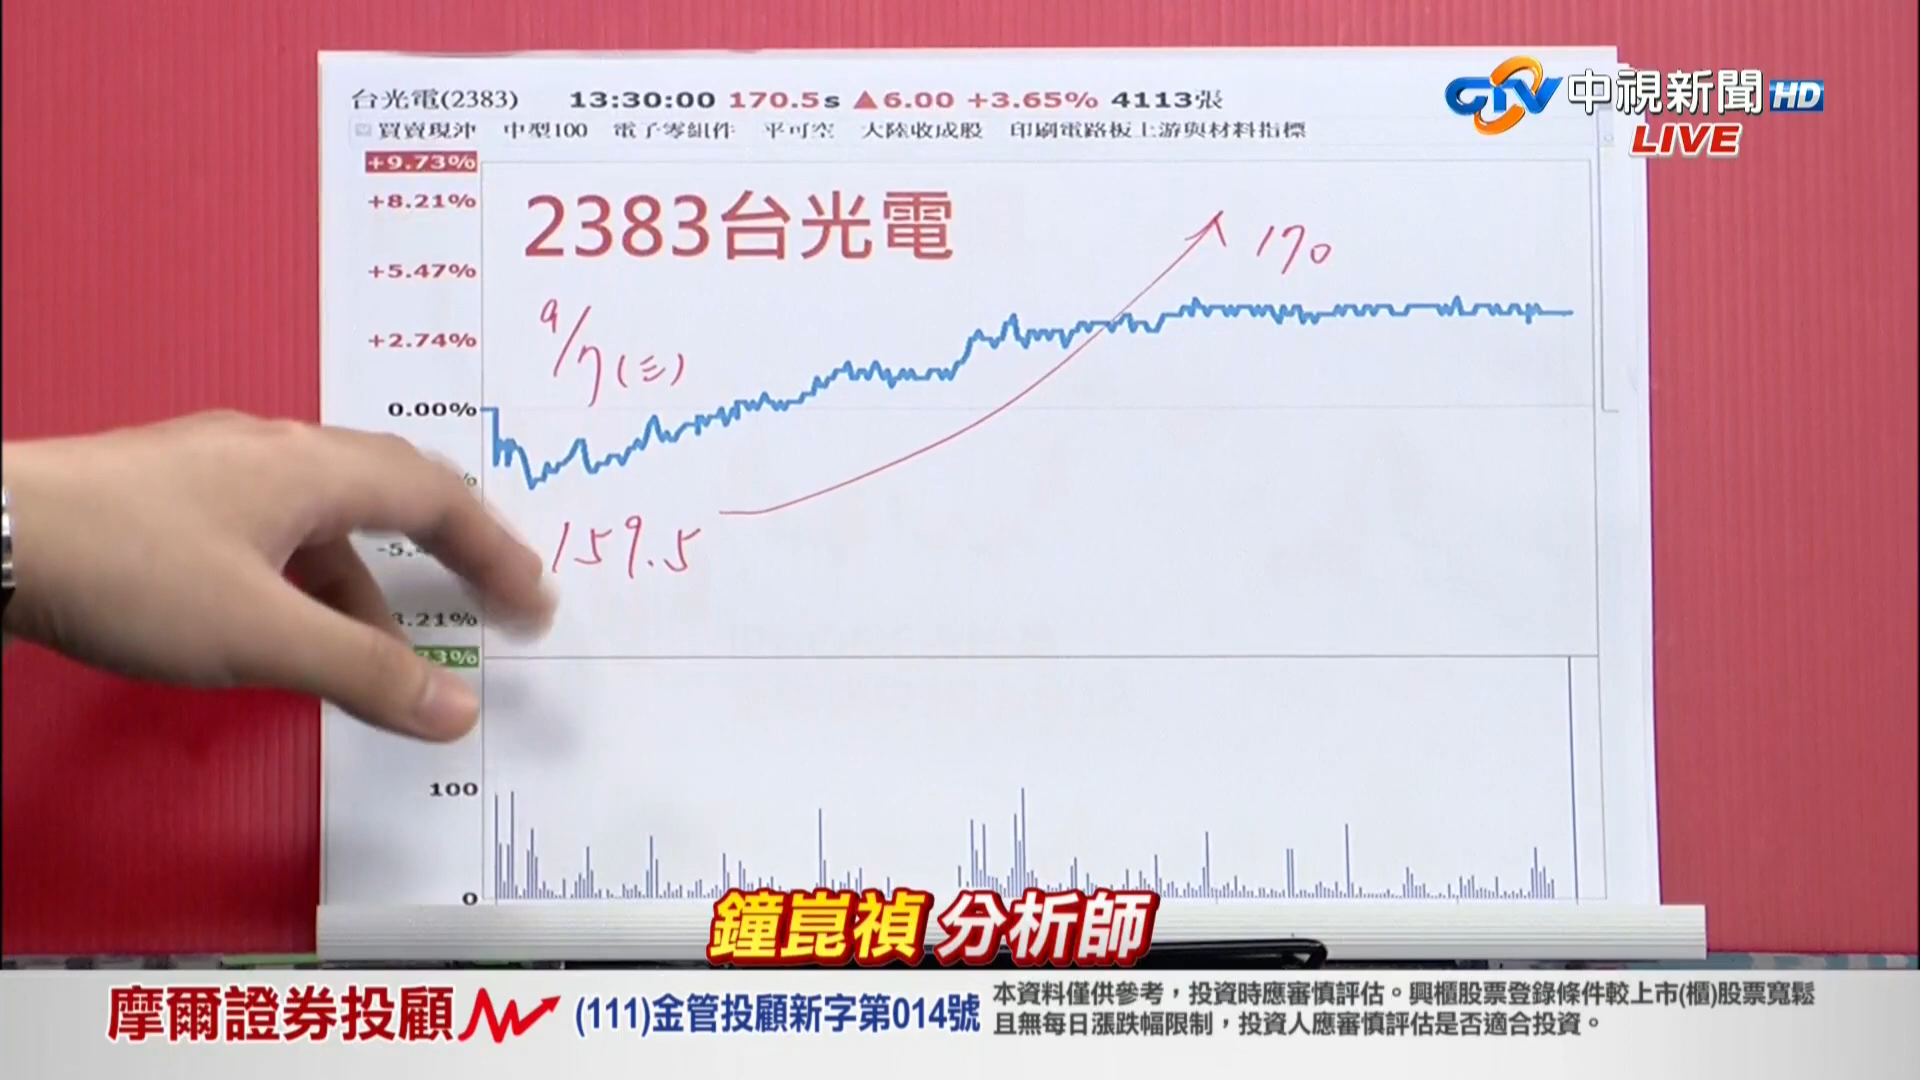 台光電(2383) 13:30:00 170.5s ▲6.00 +3.65% 4113張
買賣現沖 中型100 電子零組件 平可空 大陸收成股 印刷電路板上游與材料指標
CTV 中視新聞 HD
LIVE
+9.73%
+8.21%
+5.47%
+2.74%
0.00%
2383台光電
9/7(三)
170
159.5
100
0
鐘崑禎 分析師
摩爾證券投顧
(111)金管投顧新字第014號
本資料僅供參考，投資時應審慎評估。興櫃股票登錄條件較上市(櫃)股票寬鬆
且無每日漲跌幅限制，投資人應審慎評估是否適合投資。